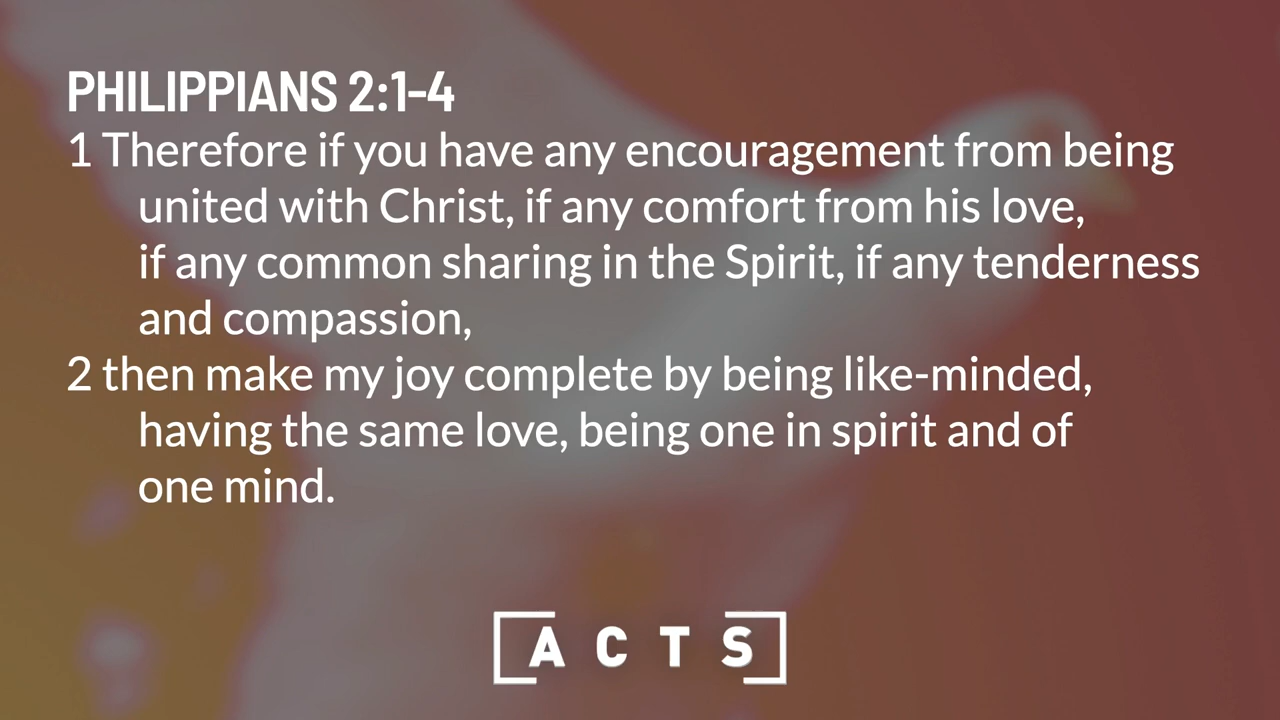 PHILIPPIANS 2:1-4
1 Therefore if you have any encouragement from being
united with Christ, if any comfort from his love,
if any common sharing in the Spirit, if any tenderness
and compassion,
2 then make my joy complete by being like-minded,
having the same love, being one in spirit and of
one mind.
ACTS